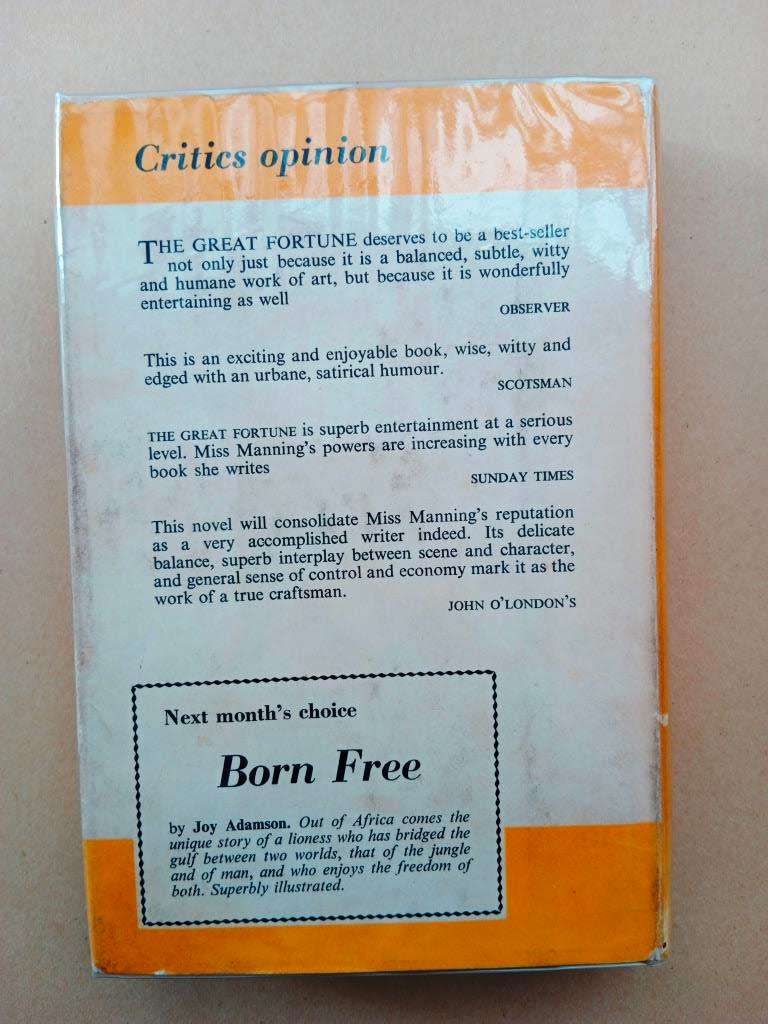 Critics opinion
THE GREAT FORTUNE deserves to be a best-seller
not only just because it is a balanced, subtle, witty
and humane work of art, but because it is wonderfully
entertaining as well
OBSERVER
This is an exciting and enjoyable book, wise, witty and
edged with an urbane, satirical humour.
SCOTSMAN
THE GREAT FORTUNE is superb entertainment at a serious
level. Miss Manning's powers are increasing with every
book she writes
SUNDAY TIMES
This novel will consolidate Miss Manning's reputation
as a very accomplished writer indeed. Its delicate
balance, superb interplay between scene and character,
and general sense of control and economy mark it as the
work of a true craftsman.
JOHN O'LONDON'S
Next month's choice
Born Free
by Joy Adamson. Out of Africa comes the
unique story of a lioness who has bridged the
gulf between two worlds, that of the jungle
and of man, and who enjoys the freedom of
both. Superbly illustrated.